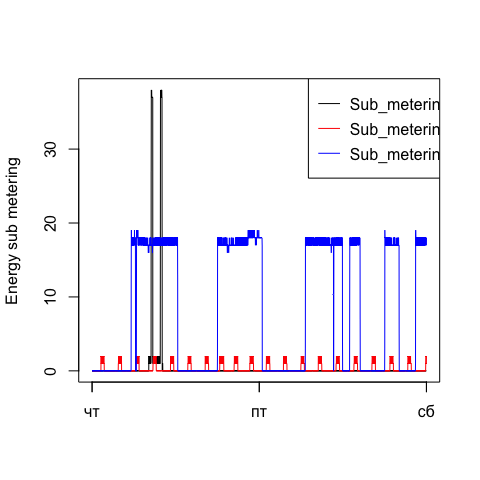 Sub_meterin
Sub_meterin
Sub_meterin
Energy sub metering
30
20
10
0
чт
пт
сб